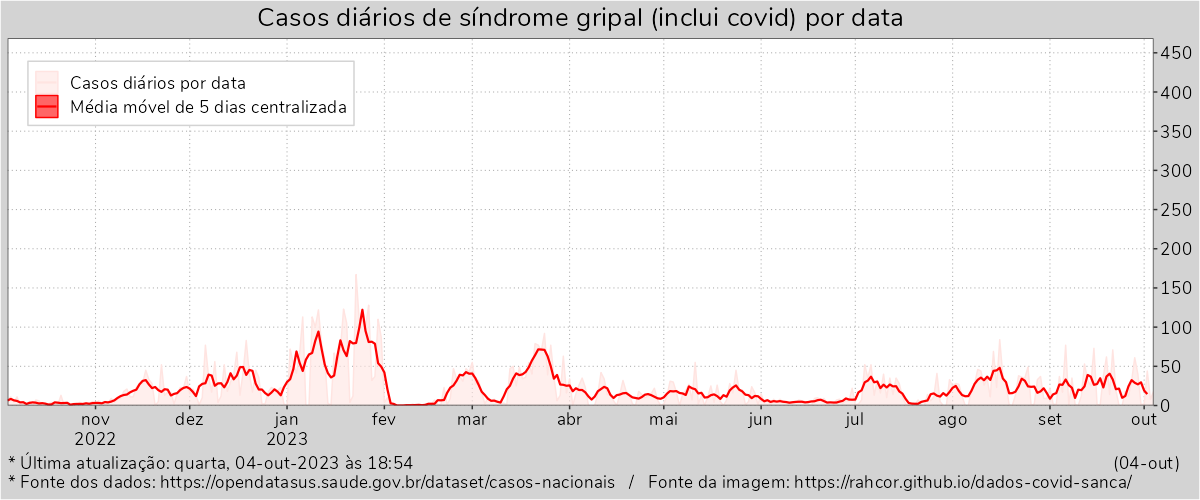 Casos diários de síndrome gripal (inclui covid) por data
Casos diários por data
Média móvel de 5 dias centralizada
450
400
350
300
250
200
150
100
50
0
nov dez jan fev mar abr mai jun jul ago set out
2022 2023
* Última atualização: quarta, 04-out-2023 às 18:54 (04-out)
* Fonte dos dados: https://opendatasus.saude.gov.br/dataset/casos-nacionais / Fonte da imagem: https://rahcor.github.io/dados-covid-sanca/